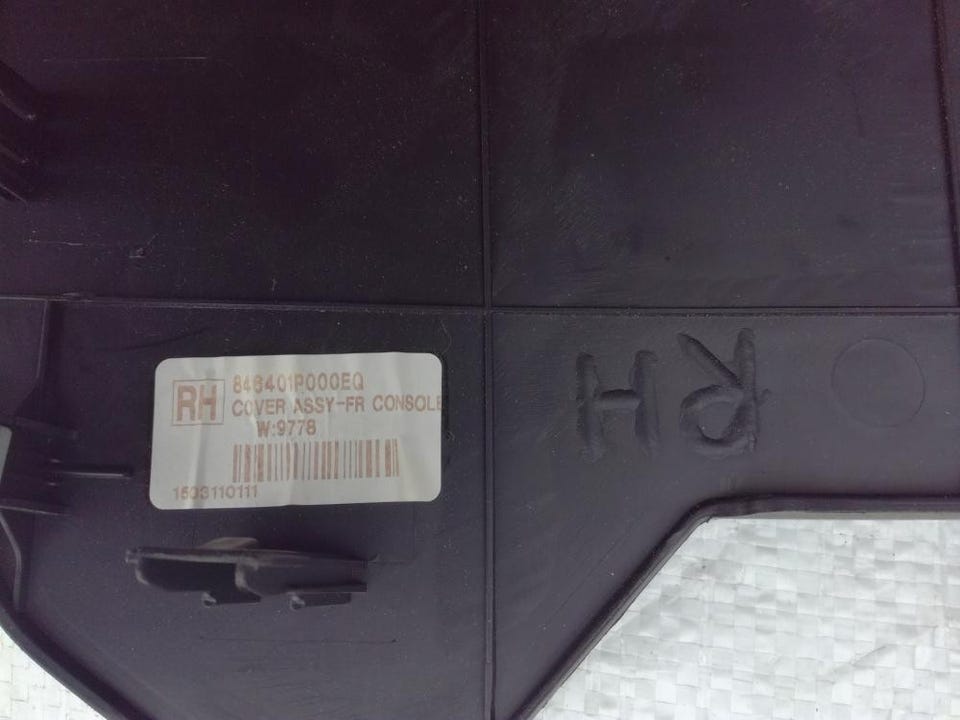 RH
846401P000EQ
COVER ASSY-FR CONSOLE
W:9778
1503110111
RH